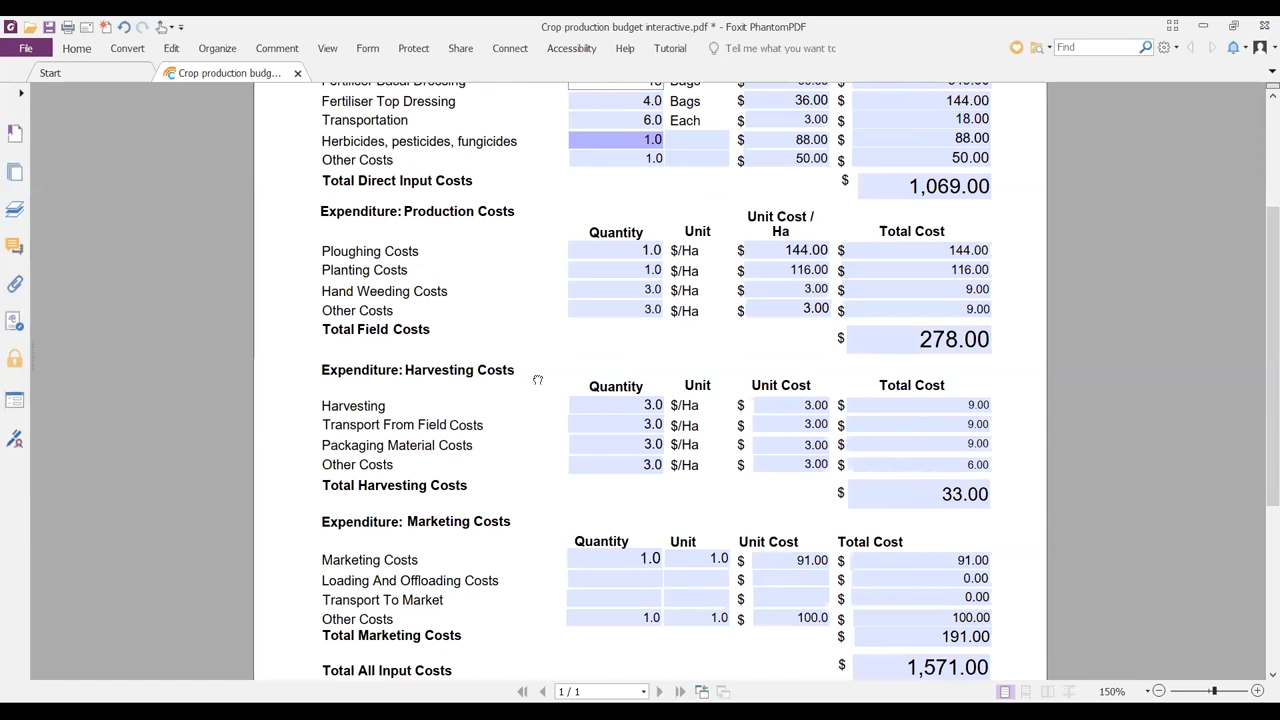 Crop production budget interactive.pdf * - Foxit PhantomPDF
File Home Convert Edit Organize Comment View Form Protect Share Connect Accessibility Help Tutorial Tell me what you want tc Find
Start Crop production budg...
Fertiliser Basal Dressing Bags $ $
Fertiliser Top Dressing 4.0 Bags $ 36.00 $ 144.00
Transportation 6.0 Each $ 3.00 $ 18.00
Herbicides, pesticides, fungicides 1.0 $ 88.00 $ 88.00
Other Costs 1.0 $ 50.00 $ 50.00
Total Direct Input Costs $ 1,069.00
Expenditure: Production Costs
Quantity Unit Unit Cost / Ha Total Cost
Ploughing Costs 1.0 $/Ha $ 144.00 $ 144.00
Planting Costs 1.0 $/Ha $ 116.00 $ 116.00
Hand Weeding Costs 3.0 $/Ha $ 3.00 $ 9.00
Other Costs 3.0 $/Ha $ 3.00 $ 9.00
Total Field Costs $ 278.00
Expenditure: Harvesting Costs
Quantity Unit Unit Cost Total Cost
Harvesting 3.0 $/Ha $ 3.00 $ 9.00
Transport From Field Costs 3.0 $/Ha $ 3.00 $ 9.00
Packaging Material Costs 3.0 $/Ha $ 3.00 $ 9.00
Other Costs 3.0 $/Ha $ 3.00 $ 6.00
Total Harvesting Costs $ 33.00
Expenditure: Marketing Costs
Quantity Unit Unit Cost Total Cost
Marketing Costs 1.0 1.0 $ 91.00 $ 91.00
Loading And Offloading Costs $ $ 0.00
Transport To Market $ $ 0.00
Other Costs 1.0 1.0 $ 100.0 $ 100.00
Total Marketing Costs $ 191.00
Total All Input Costs $ 1,571.00
1 / 1 150%